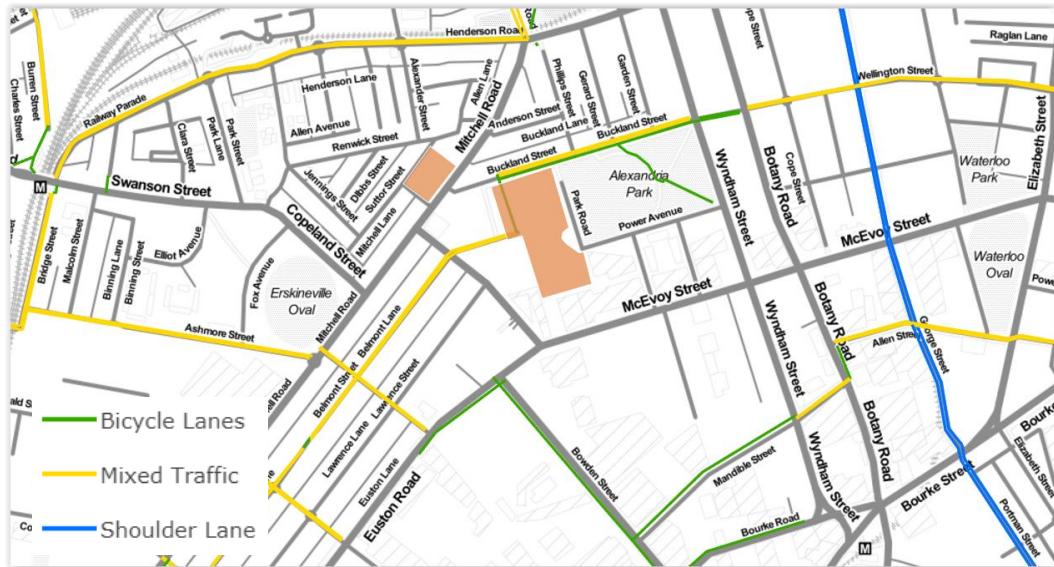 Henderson Road
Raglan Lane
Burren Street
Charles Street
Railway Parade
Henderson Lane
Alexander Street
Allen Lane
Mitchell Road
Phillips Street
Gerard Street
Garden Street
Wellington Street
Elizabeth Street
Clara Street
Park Lane
Park Street
Allen Avenue
Renwick Street
Anderson Street
Buckland Lane
Buckland Street
Buckland Street
Wyndham Street
Botany Road
Cope Street
Waterloo
Park
M
Swanson Street
Jennings Street
Dibbs Street
Suttor Street
Mitchell Lane
Alexandria
Park
Park Road
Power Avenue
Copeland Street
McEvoy Street
Bridge Street
Malcolm Street
Binning Lane
Binning Street
Elliot Avenue
Fox Avenue
Erskineville
Oval
Mitchell Road
Belmont Lane
McEvoy Street
Waterloo
Oval
Ashmore Street
Wyndham Street
Botany Road
Allen Street
George Street
Belmont Street
Lawrence Lane
Lawrence Street
Euston Lane
Euston Road
Bowden Street
Mandible Street
Wyndham Street
Botany Road
Bourke Street
Bourke Road
Elizabeth Street
Portman Street
M
Bicycle Lanes
Mixed Traffic
Shoulder Lane